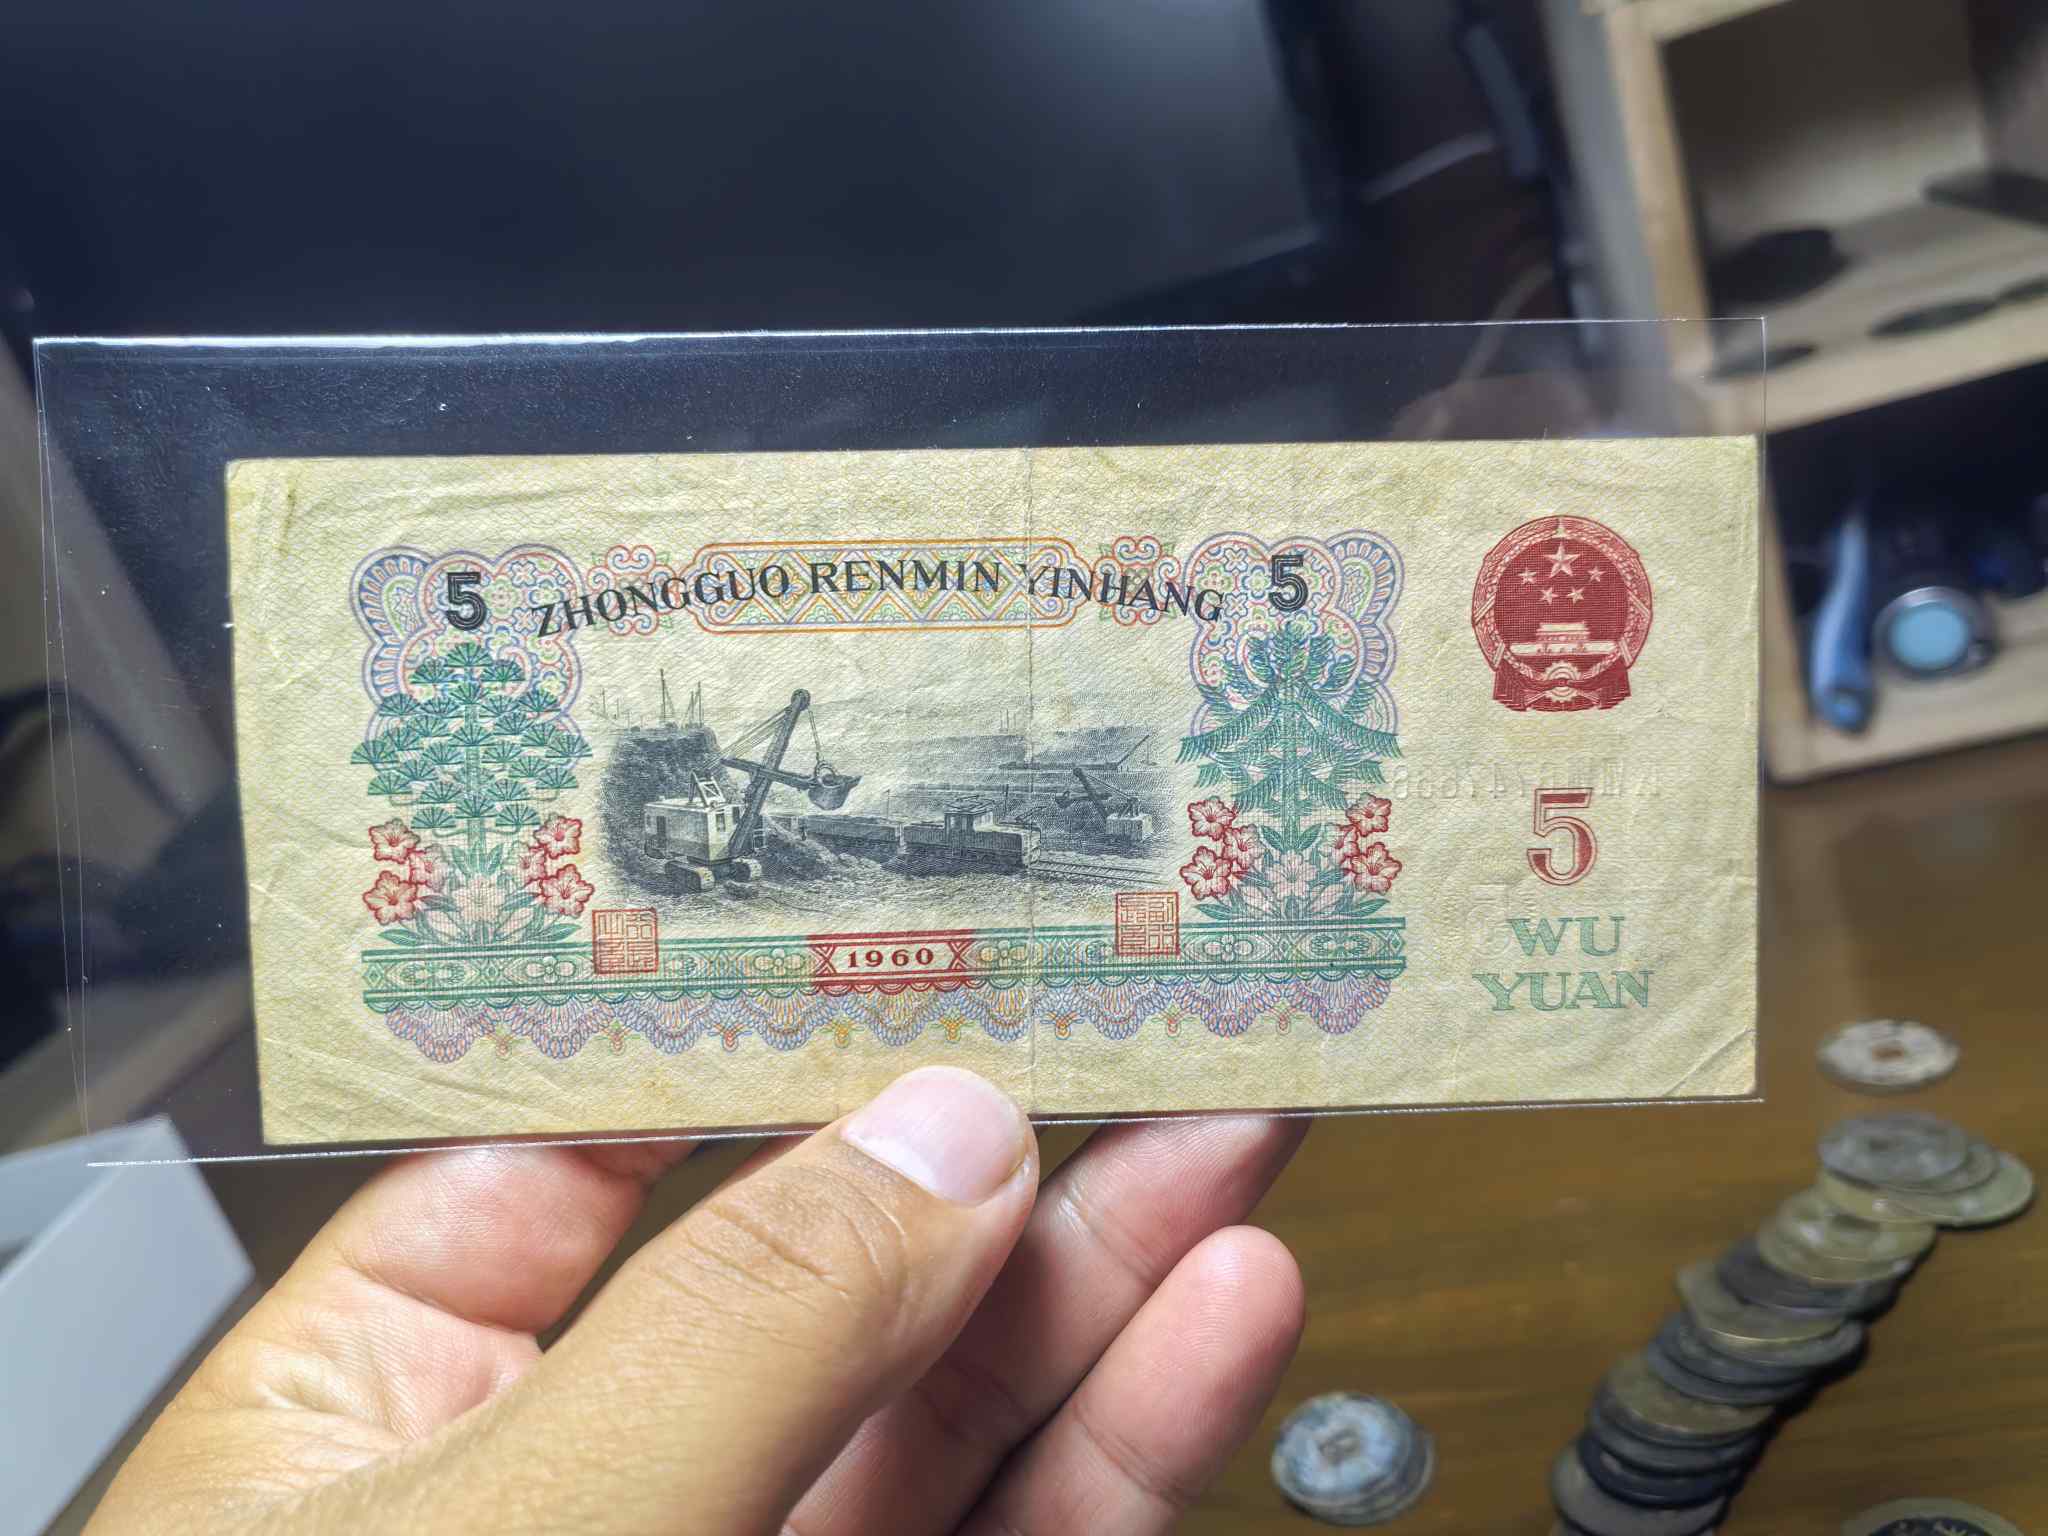 5 ZHONGGUO RENMIN YINHANG 5
5
1960
WU
YUAN